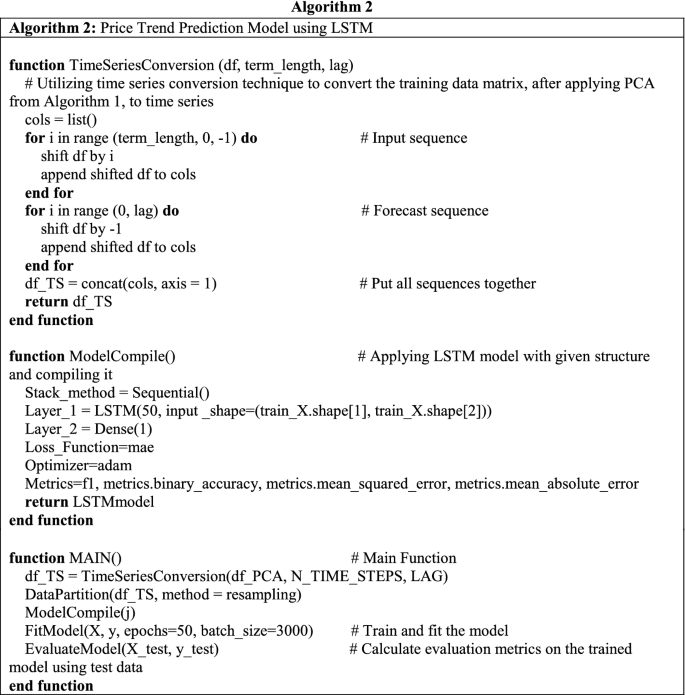 Algorithm 2
Algorithm 2: Price Trend Prediction Model using LSTM
function TimeSeriesConversion (df, term_length, lag)
# Utilizing time series conversion technique to convert the training data matrix, after applying PCA
from Algorithm 1, to time series
cols = list()
for i in range (term_length, 0, -1) do # Input sequence
shift df by i
append shifted df to cols
end for
for i in range (0, lag) do # Forecast sequence
shift df by -1
append shifted df to cols
end for
df_TS = concat(cols, axis = 1) # Put all sequences together
return df_TS
end function
function ModelCompile() # Applying LSTM model with given structure
and compiling it
Stack_method = Sequential()
Layer_1 = LSTM(50, input _shape=(train_X.shape[1], train_X.shape[2]))
Layer_2 = Dense(1)
Loss_Function=mae
Optimizer=adam
Metrics=f1, metrics.binary_accuracy, metrics.mean_squared_error, metrics.mean_absolute_error
return LSTMmodel
end function
function MAIN() # Main Function
df_TS = TimeSeriesConversion(df_PCA, N_TIME_STEPS, LAG)
DataPartition(df_TS, method = resampling)
ModelCompile(j)
FitModel(X, y, epochs=50, batch_size=3000) # Train and fit the model
EvaluateModel(X_test, y_test) # Calculate evaluation metrics on the trained
model using test data
end function